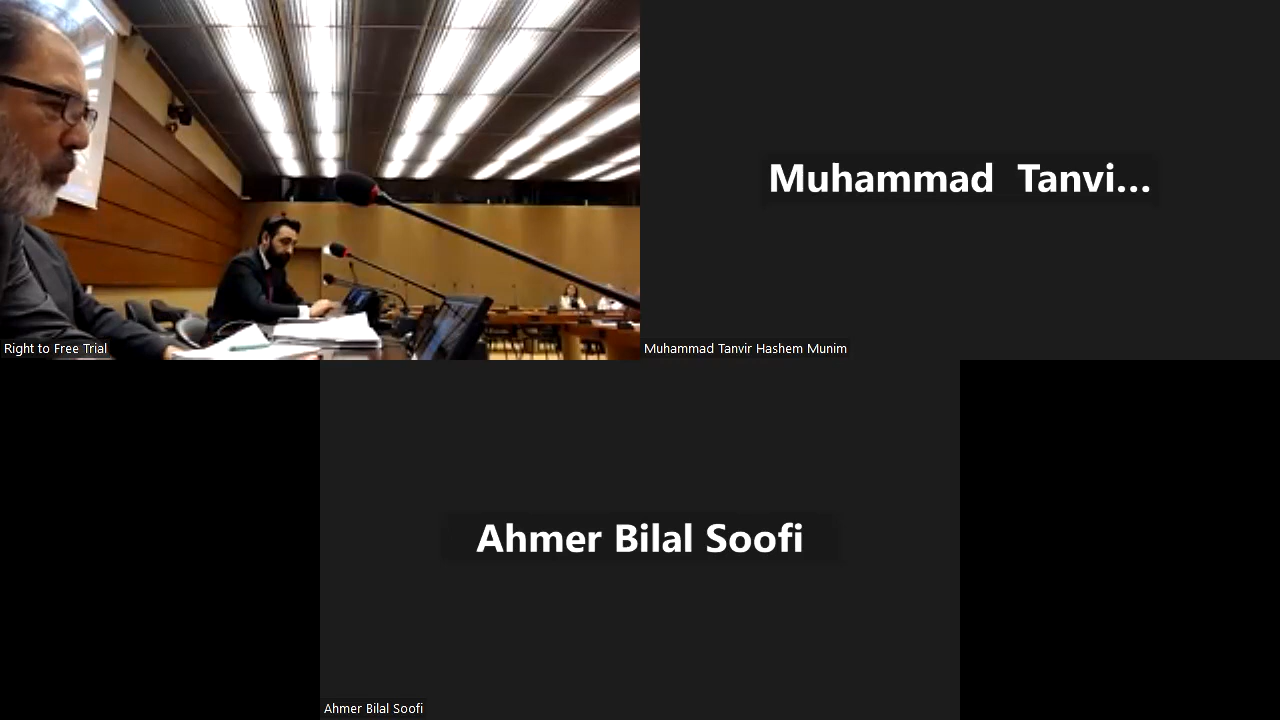 Muhammad Tanvi...
Right to Free Trial
Muhammad Tanvir Hashem Munim
Ahmer Bilal Soofi
Ahmer Bilal Soofi